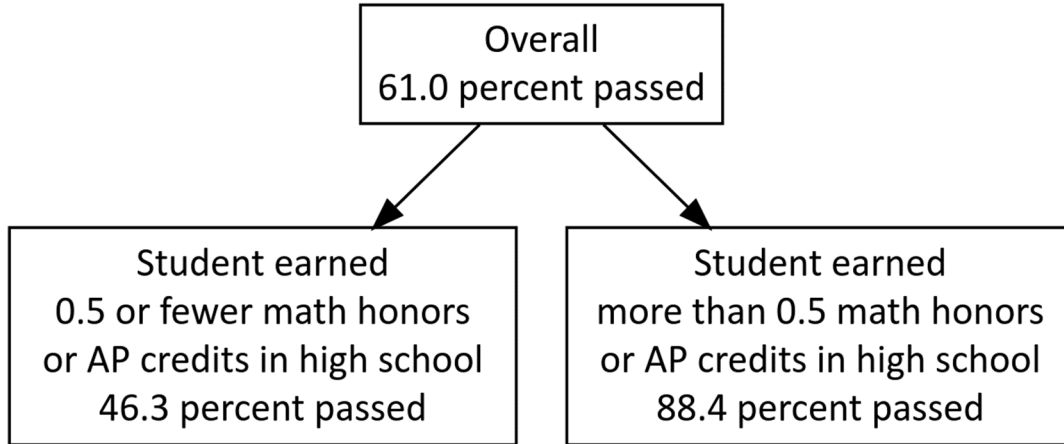 Overall
61.0 percent passed
Student earned
0.5 or fewer math honors
or AP credits in high school
46.3 percent passed
Student earned
more than 0.5 math honors
or AP credits in high school
88.4 percent passed